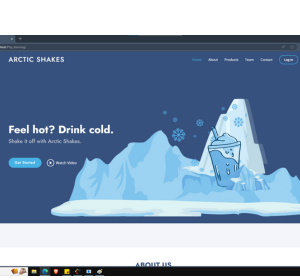 ARCTIC SHAKES
Home About Products Team Contact Log In
Feel hot? Drink cold.
Shake it off with Arctic Shakes.
Get Started Watch Video
ABOUT US